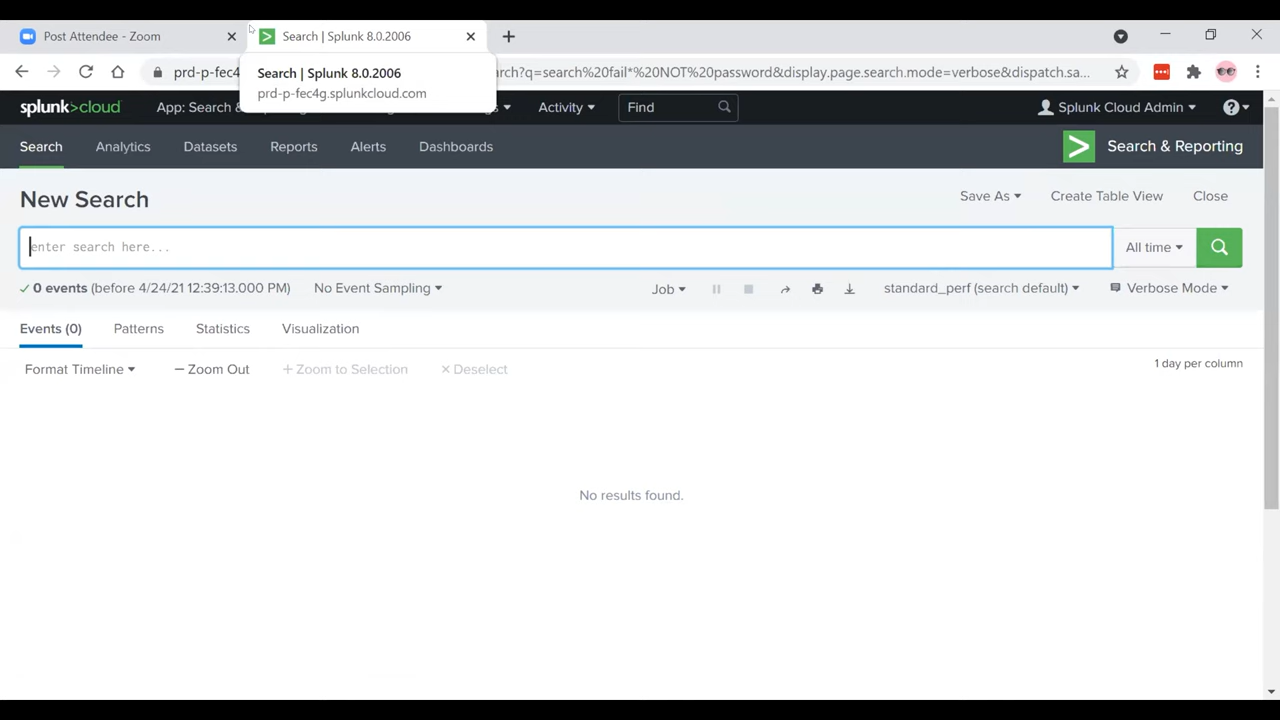 Post Attendee - Zoom
Search | Splunk 8.0.2006
prd-p-fec4
Search | Splunk 8.0.2006
prd-p-fec4g.splunkcloud.com
search?q=search%20fail*%20NOT%20password&display.page.search.mode=verbose&dispatch.sa...
splunk>cloud
App: Search &
Activity
Find
Splunk Cloud Admin
Search
Analytics
Datasets
Reports
Alerts
Dashboards
Search & Reporting
New Search
Save As
Create Table View
Close
enter search here...
All time
0 events (before 4/24/21 12:39:13.000 PM)
No Event Sampling
Job
standard_perf (search default)
Verbose Mode
Events (0)
Patterns
Statistics
Visualization
Format Timeline
— Zoom Out
+ Zoom to Selection
× Deselect
1 day per column
No results found.